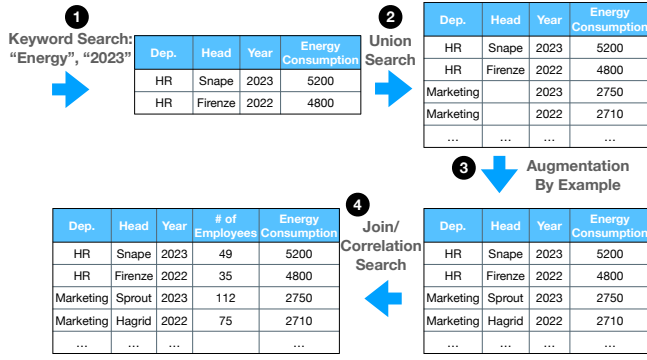 1
Keyword Search:
“Energy”, “2023”
Dep. Head Year Energy Consumption
HR Snape 2023 5200
HR Firenze 2022 4800
2
Union
Search
Dep. Head Year Energy Consumption
HR Snape 2023 5200
HR Firenze 2022 4800
Marketing 2023 2750
Marketing 2022 2710
... ... ... ...
3
Augmentation
By Example
Dep. Head Year Energy Consumption
HR Snape 2023 5200
HR Firenze 2022 4800
Marketing Sprout 2023 2750
Marketing Hagrid 2022 2710
... ... ... ...
4
Join/
Correlation
Search
Dep. Head Year # of Employees Energy Consumption
HR Snape 2023 49 5200
HR Firenze 2022 35 4800
Marketing Sprout 2023 112 2750
Marketing Hagrid 2022 75 2710
... ... ... ...